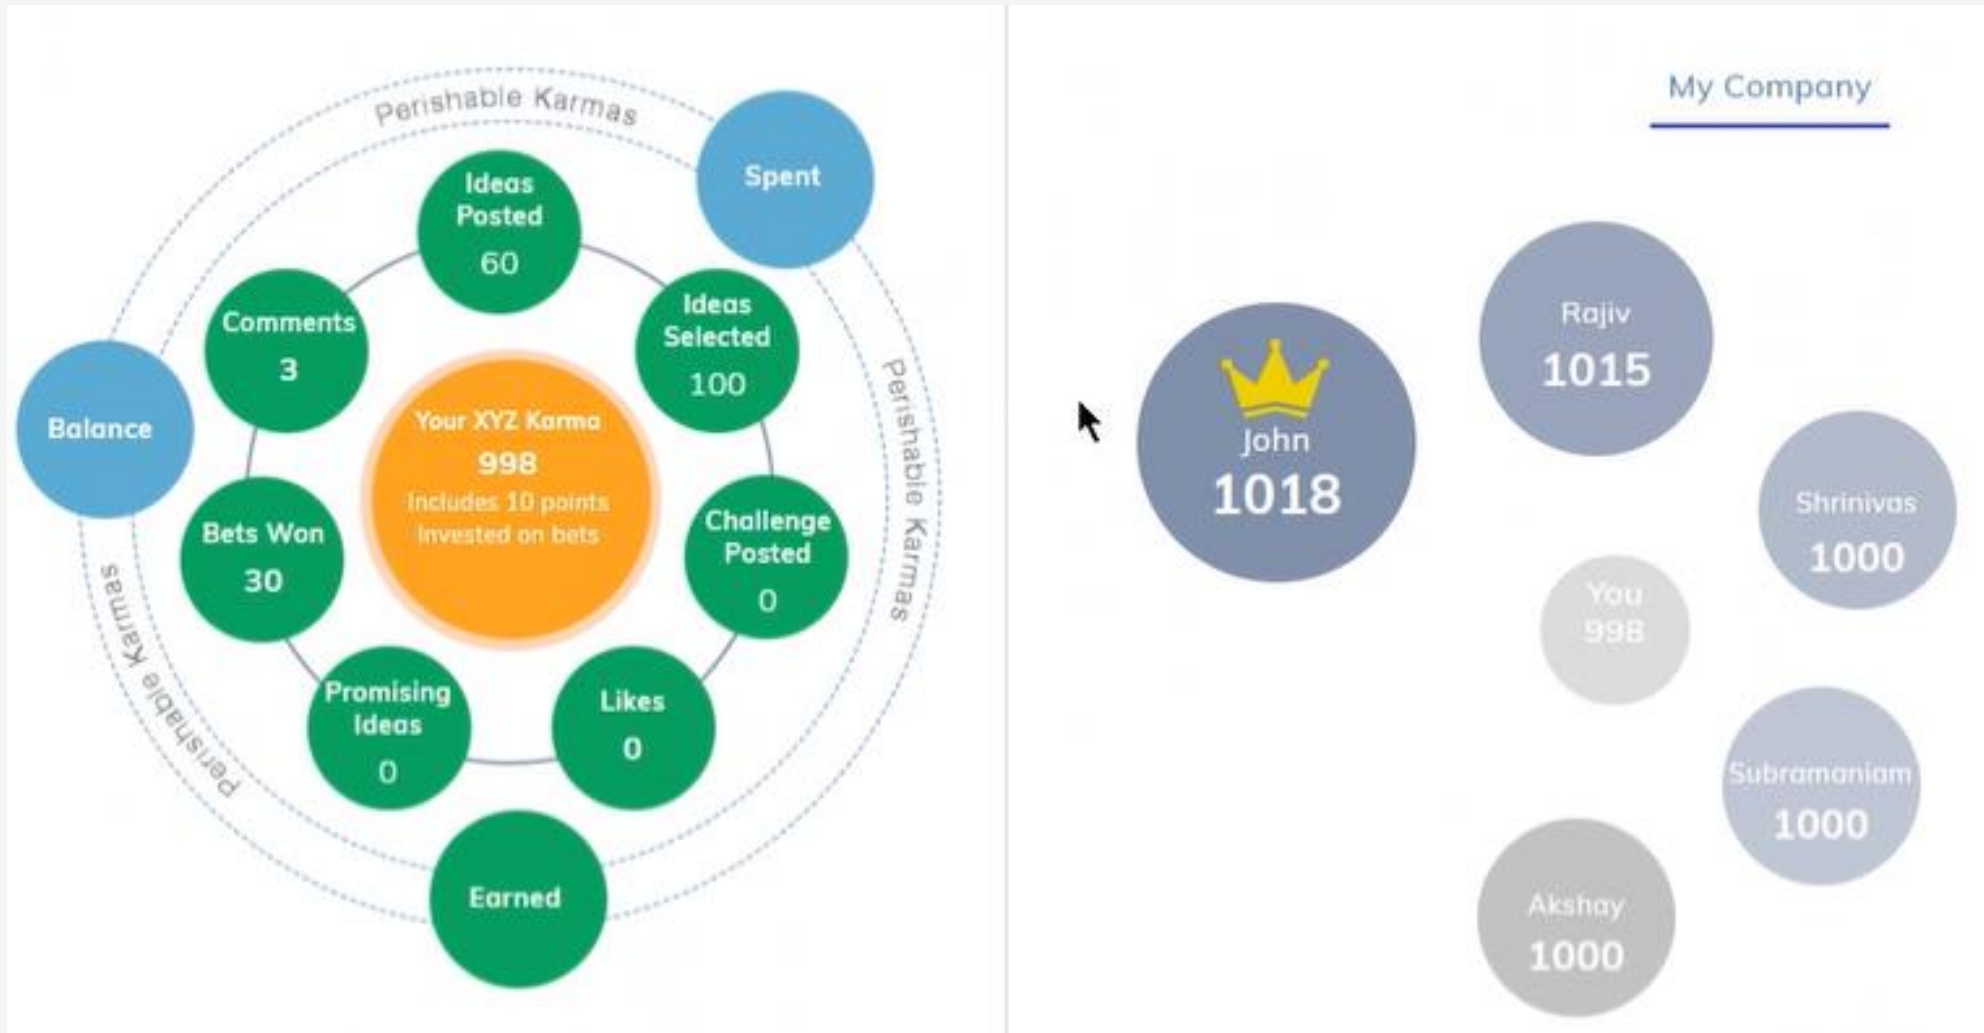 Perishable Karmas
Spent
Ideas
Posted
60
Ideas
Selected
100
Comments
3
Balance
Your XYZ Karma
998
Includes 10 points
Invested on bets
Perishable Karmas
Challenge
Posted
0
Bets Won
30
Perishable Karmas
Promising
Ideas
0
Likes
0
Earned
My Company
Rajiv
1015
John
1018
Shrinivas
1000
You
998
Subramaniam
1000
Akshay
1000